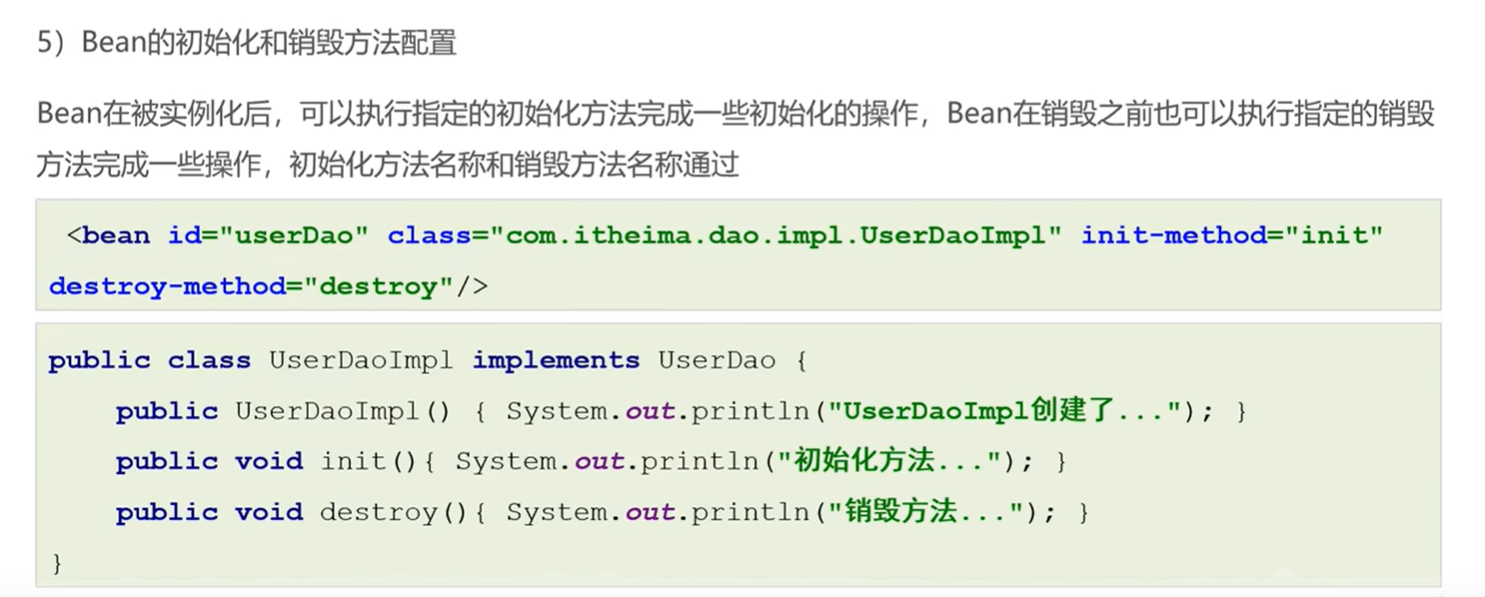 5）Bean的初始化和销毁方法配置
Bean在被实例化后，可以执行指定的初始化方法完成一些初始化的操作，Bean在销毁之前也可以执行指定的销毁
方法完成一些操作，初始化方法名称和销毁方法名称通过
<bean id="userDao" class="com.itheima.dao.impl.UserDaoImpl" init-method="init"
destroy-method="destroy"/>
public class UserDaoImpl implements UserDao {
public UserDaoImpl() { System.out.println("UserDaoImpl创建了..."); }
public void init(){ System.out.println("初始化方法..."); }
public void destroy(){ System.out.println("销毁方法..."); }
}